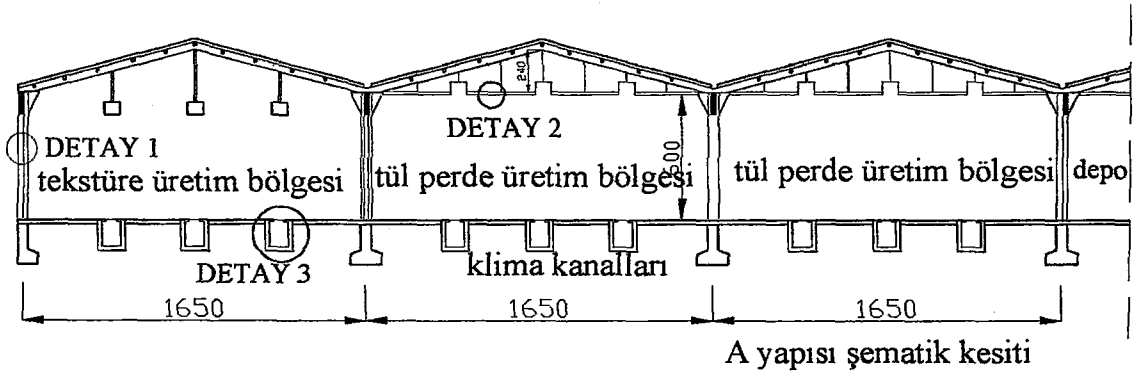 240
DETAY 2
DETAY 1
tekstüre üretim bölgesi
tül perde üretim bölgesi
tül perde üretim bölgesi
depo
DETAY 3
klima kanalları
1650
1650
1650
A yapısı şematik kesiti